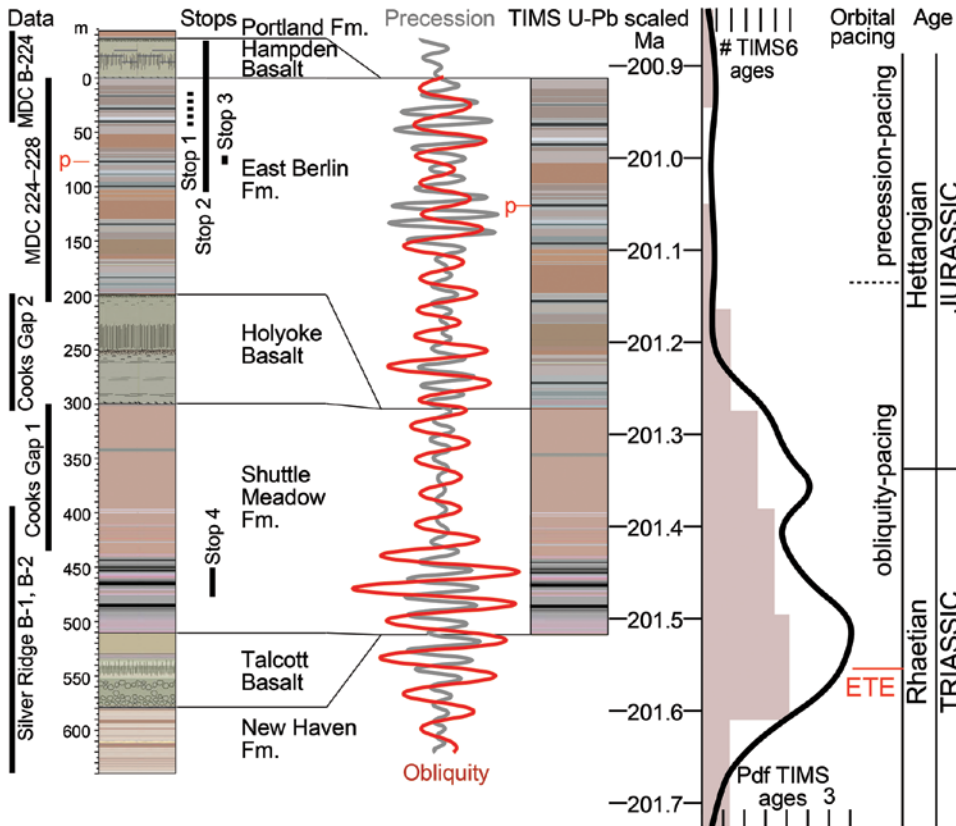 Data
Stops
Precession
TIMS U-Pb scaled
Orbital
pacing
Age
m
Ma
# TIMS6
ages
MDC B-224
MDC 224–228
Cooks Gap 2
Cooks Gap 1
Silver Ridge B-1, B-2
0
50
100
150
200
250
300
350
400
450
500
550
600
p
Stop 1
Stop 2
Stop 3
Stop 4
Portland Fm.
Hampden
Basalt
East Berlin
Fm.
Holyoke
Basalt
Shuttle
Meadow
Fm.
Talcott
Basalt
New Haven
Fm.
Obliquity
p
200.9
201.0
201.1
201.2
201.3
201.4
201.5
201.6
201.7
Pdf TIMS
ages 3
ETE
precession-pacing
obliquity-pacing
Hettangian
Rhaetian
JURASSIC
TRIASSIC